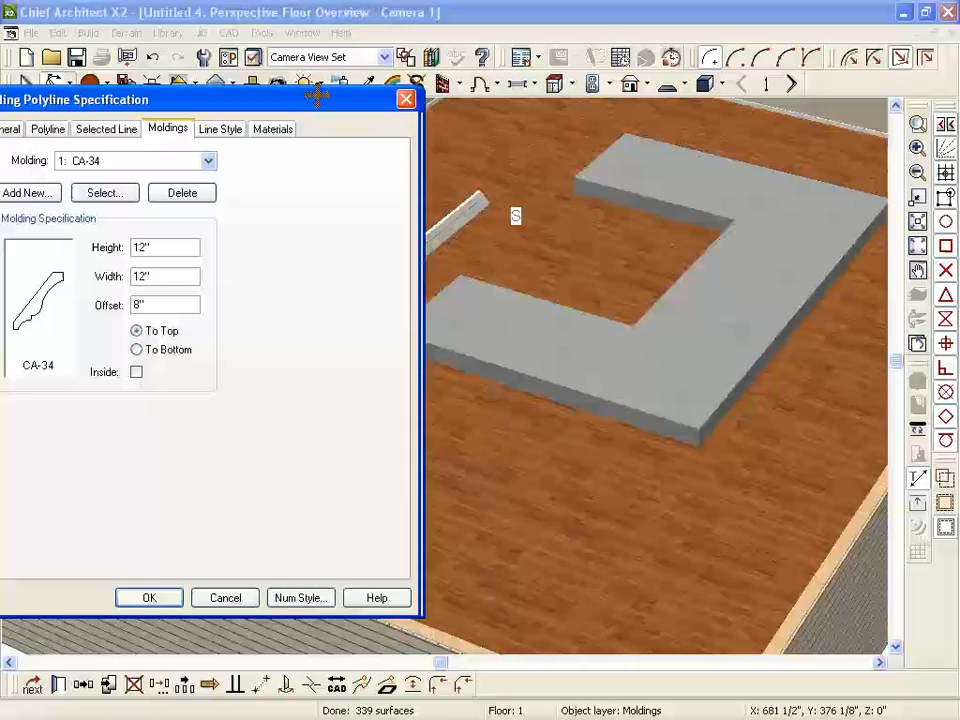 Chief Architect X2 - [Untitled 4. Perspective Floor Overview - Camera 1]
File Edit Build Terrain Library 3D CAD Tools Window Help
Camera View Set
1
ding Polyline Specification
neral Polyline Selected Line Moldings Line Style Materials
Molding: 1: CA-34
Add New... Select... Delete
Molding Specification
Height: 12"
Width: 12"
Offset: 8"
To Top
To Bottom
CA-34
Inside:
S
OK Cancel Num Style... Help
next CAD
Done: 339 surfaces Floor: 1 Object layer: Moldings X: 681 1/2", Y: 376 1/8", Z: 0"